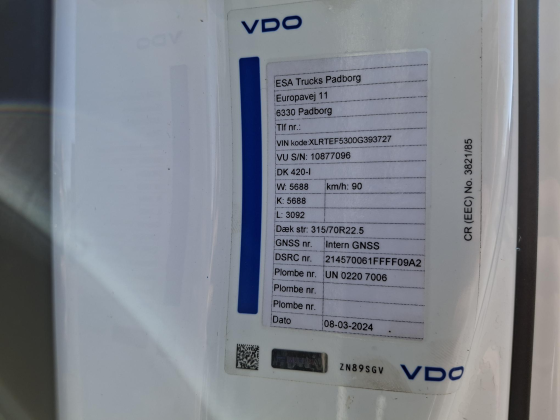 VDO
ESA Trucks Padborg
Europavej 11
6330 Padborg
Tlf nr.:
VIN kode:XLRTEF5300G393727
VU S/N: 10877096
DK 420-I
W: 5688 km/h: 90
K: 5688
L: 3092
Dæk str: 315/70R22.5
GNSS nr. Intern GNSS
DSRC nr. 214570061FFFF09A2
Plombe nr. UN 0220 7006
Plombe nr.
Plombe nr.
Dato 08-03-2024
CR (EEC) No. 3821/85
ZN89SGV
VDO